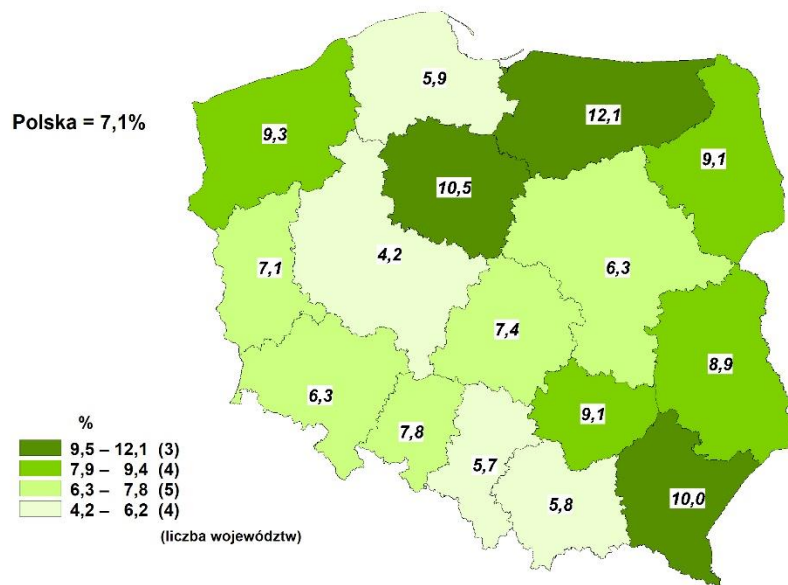 5,9
Polska = 7,1%
12,1
9,3
9,1
10,5
4,2
7,1
6,3
7,4
8,9
6,3
9,1
7,8
5,7
5,8
10,0
%
9,5 – 12,1 (3)
7,9 – 9,4 (4)
6,3 – 7,8 (5)
4,2 – 6,2 (4)
(liczba województw)